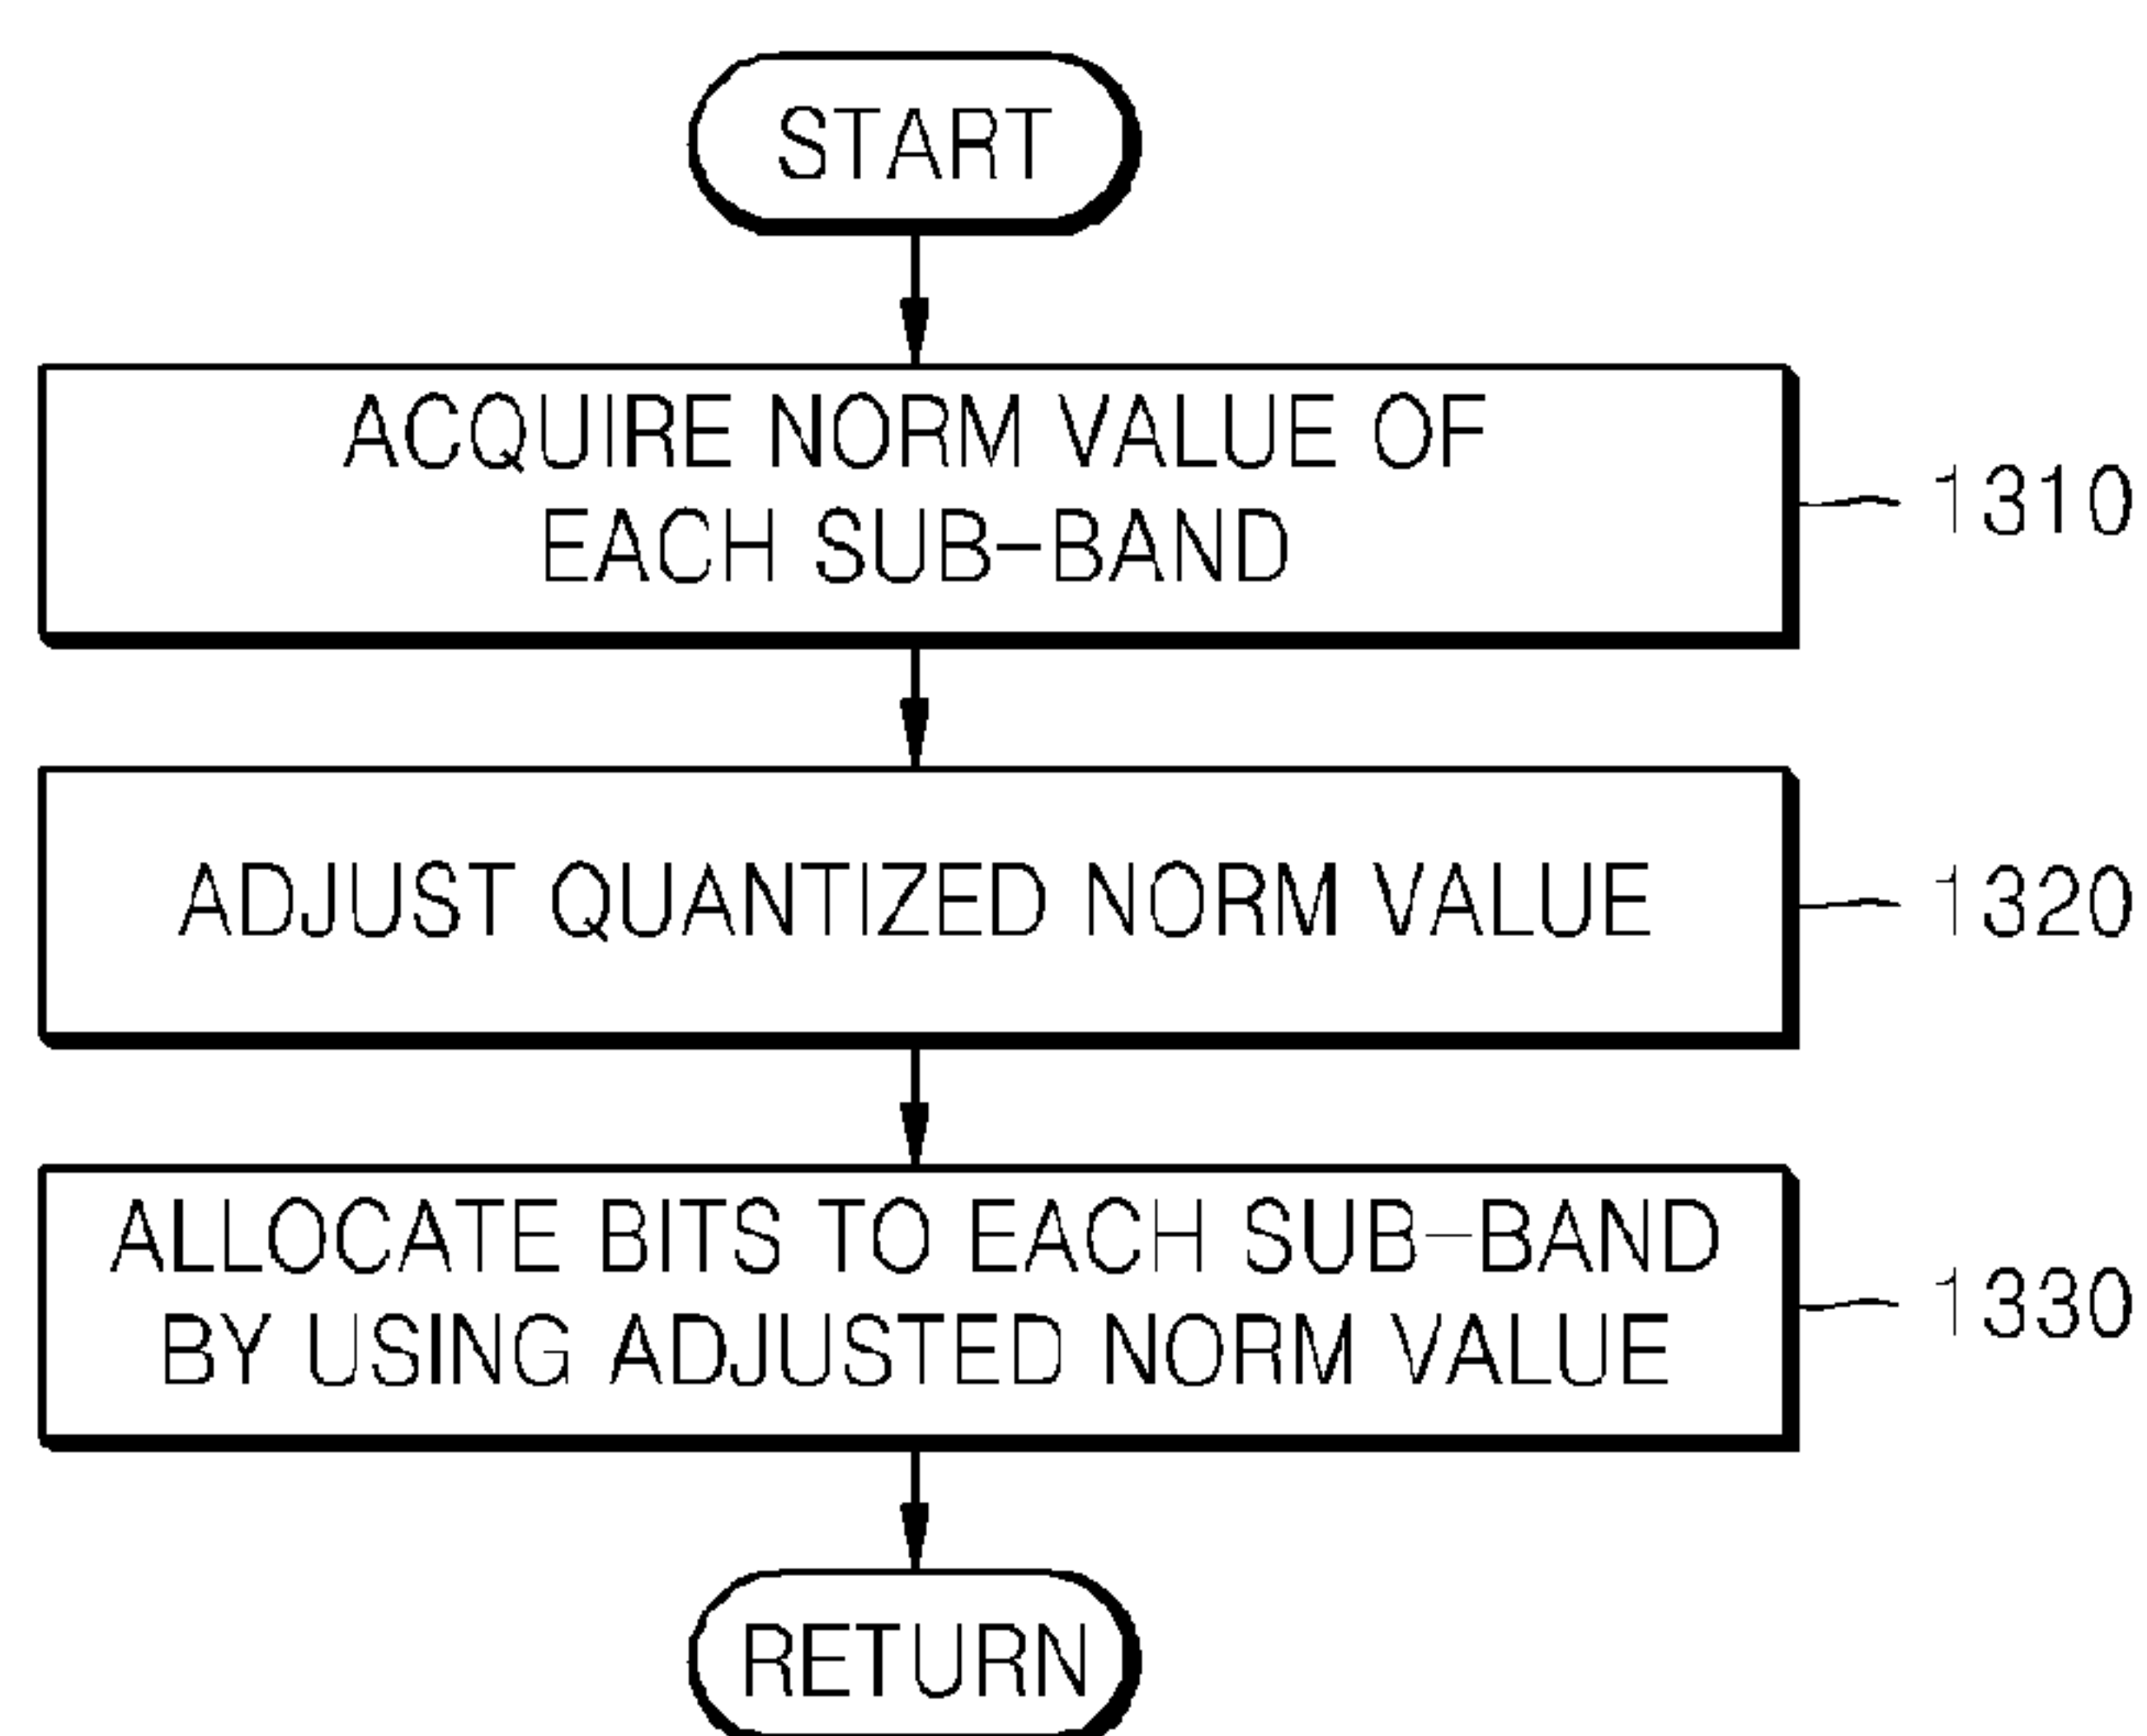 START
ACQUIRE NORM VALUE OF
EACH SUB-BAND
1310
ADJUST QUANTIZED NORM VALUE
1320
ALLOCATE BITS TO EACH SUB-BAND
BY USING ADJUSTED NORM VALUE
1330
RETURN